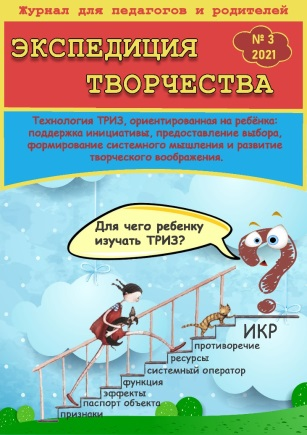 Журнал для педагогов и родителей
ЭКСПЕДИЦИЯ
ТВОРЧЕСТВА
№ 3
2021
Технология ТРИЗ, ориентированная на ребёнка:
поддержка инициативы, предоставление выбора,
формирование системного мышления и развитие
творческого воображения.
Для чего ребенку
изучать ТРИЗ?
ИКР
противоречие
ресурсы
системный оператор
функция
эффекты
паспорт объекта
признаки